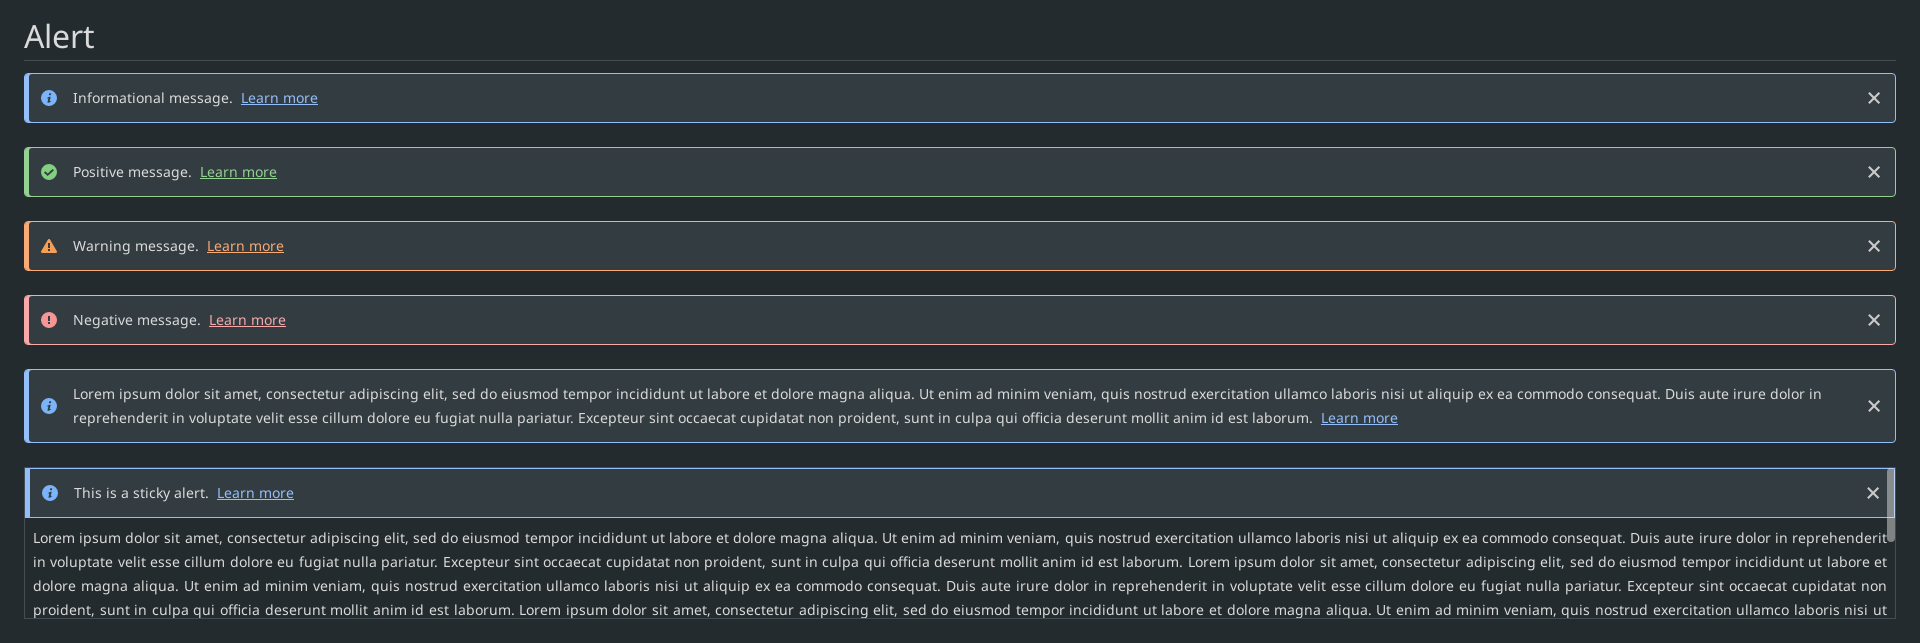 Alert
Informational message. Learn more
Positive message. Learn more
Warning message. Learn more
Negative message. Learn more
Lorem ipsum dolor sit amet, consectetur adipiscing elit, sed do eiusmod tempor incididunt ut labore et dolore magna aliqua. Ut enim ad minim veniam, quis nostrud exercitation ullamco laboris nisi ut aliquip ex ea commodo consequat. Duis aute irure dolor in
reprehenderit in voluptate velit esse cillum dolore eu fugiat nulla pariatur. Excepteur sint occaecat cupidatat non proident, sunt in culpa qui officia deserunt mollit anim id est laborum. Learn more
This is a sticky alert. Learn more
Lorem ipsum dolor sit amet, consectetur adipiscing elit, sed do eiusmod tempor incididunt ut labore et dolore magna aliqua. Ut enim ad minim veniam, quis nostrud exercitation ullamco laboris nisi ut aliquip ex ea commodo consequat. Duis aute irure dolor in reprehenderit
in voluptate velit esse cillum dolore eu fugiat nulla pariatur. Excepteur sint occaecat cupidatat non proident, sunt in culpa qui officia deserunt mollit anim id est laborum. Lorem ipsum dolor sit amet, consectetur adipiscing elit, sed do eiusmod tempor incididunt ut labore et
dolore magna aliqua. Ut enim ad minim veniam, quis nostrud exercitation ullamco laboris nisi ut aliquip ex ea commodo consequat. Duis aute irure dolor in reprehenderit in voluptate velit esse cillum dolore eu fugiat nulla pariatur. Excepteur sint occaecat cupidatat non
proident, sunt in culpa qui officia deserunt mollit anim id est laborum. Lorem ipsum dolor sit amet, consectetur adipiscing elit, sed do eiusmod tempor incididunt ut labore et dolore magna aliqua. Ut enim ad minim veniam, quis nostrud exercitation ullamco laboris nisi ut